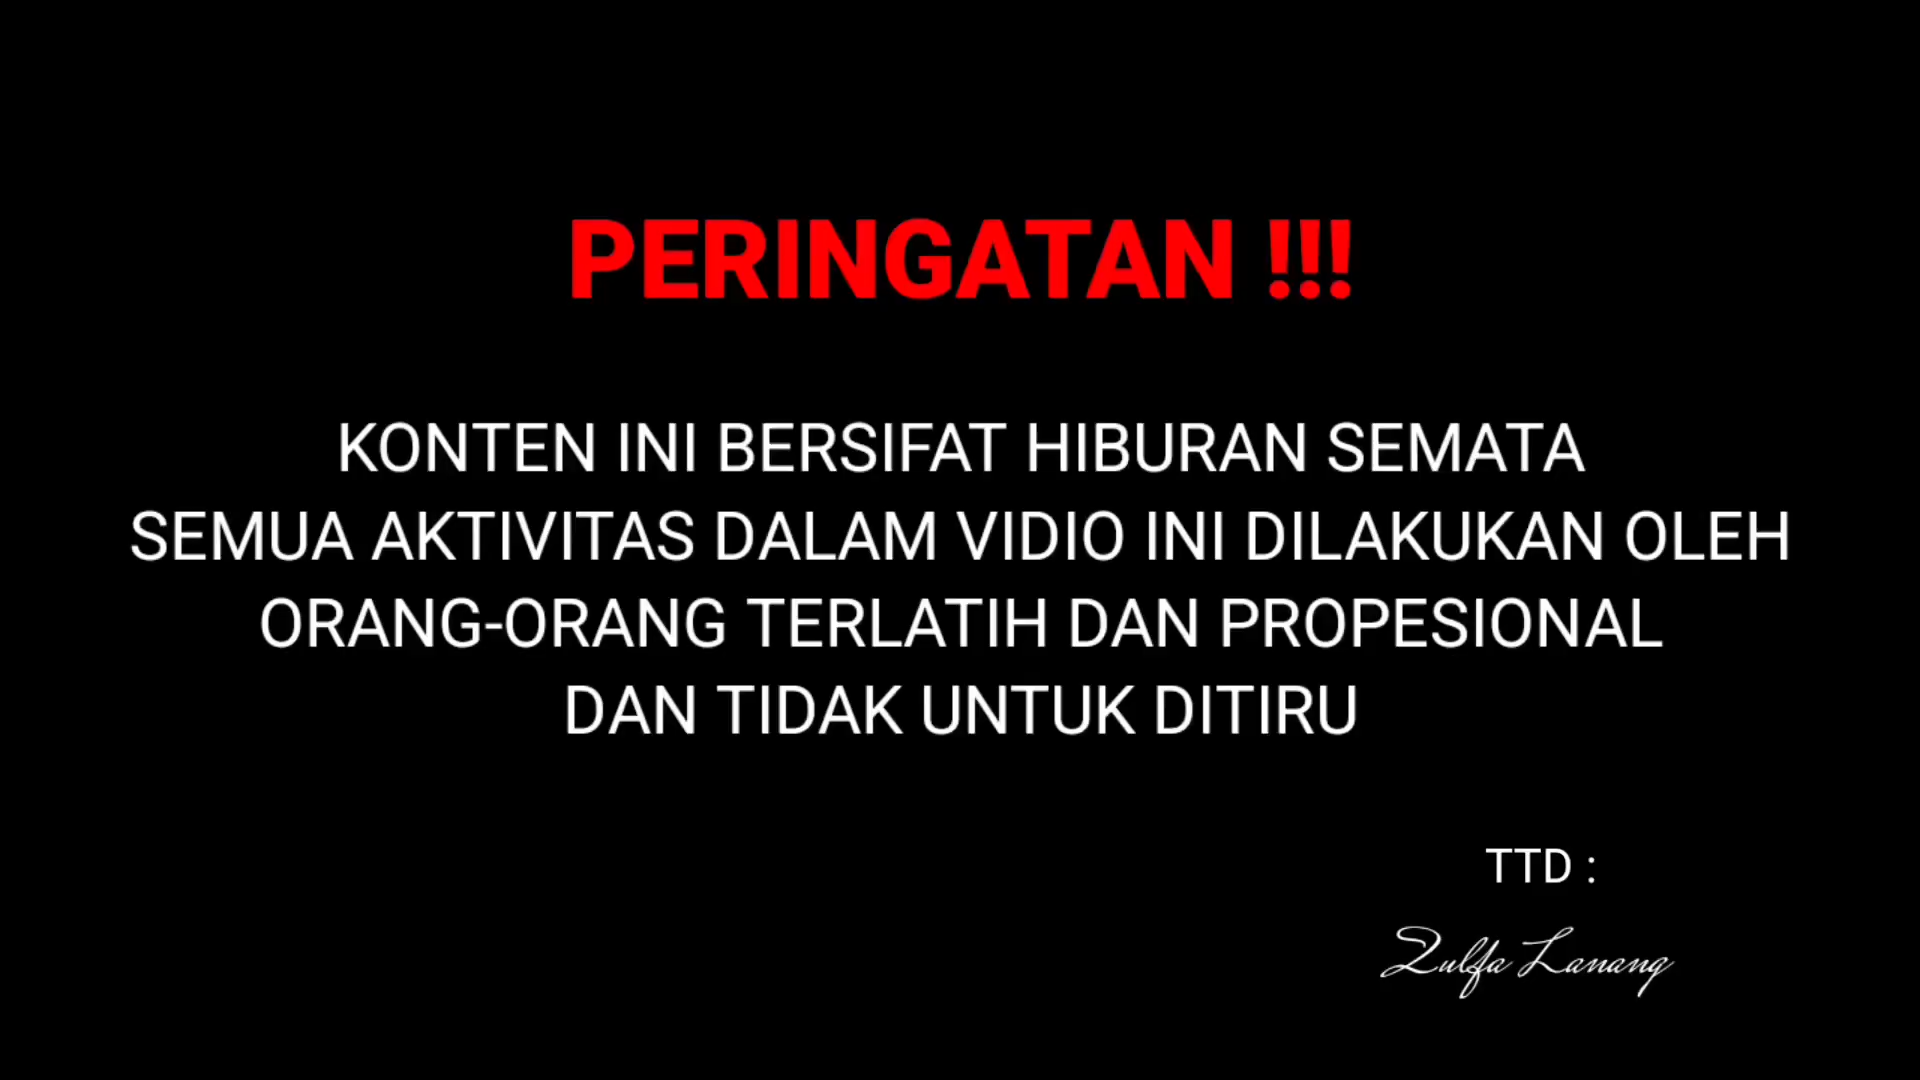 PERINGATAN !!!
KONTEN INI BERSIFAT HIBURAN SEMATA
SEMUA AKTIVITAS DALAM VIDIO INI DILAKUKAN OLEH
ORANG-ORANG TERLATIH DAN PROPESIONAL
DAN TIDAK UNTUK DITIRU
TTD :
Zulfa Lanang